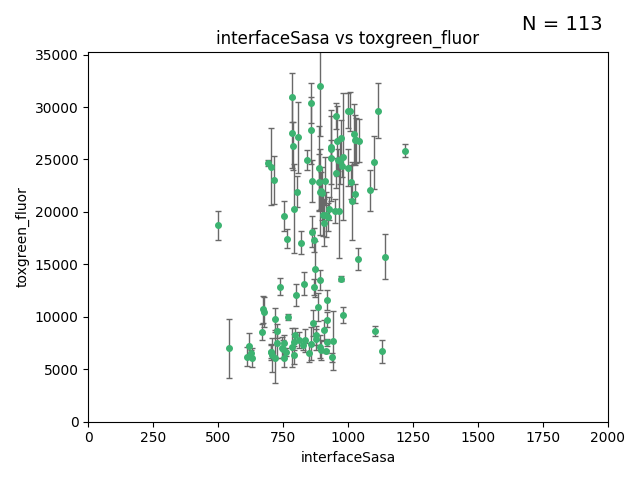 N = 113
interfaceSasa vs toxgreen_fluor
35000
30000
25000
20000
15000
10000
5000
0
toxgreen_fluor
0 250 500 750 1000 1250 1500 1750 2000
interfaceSasa